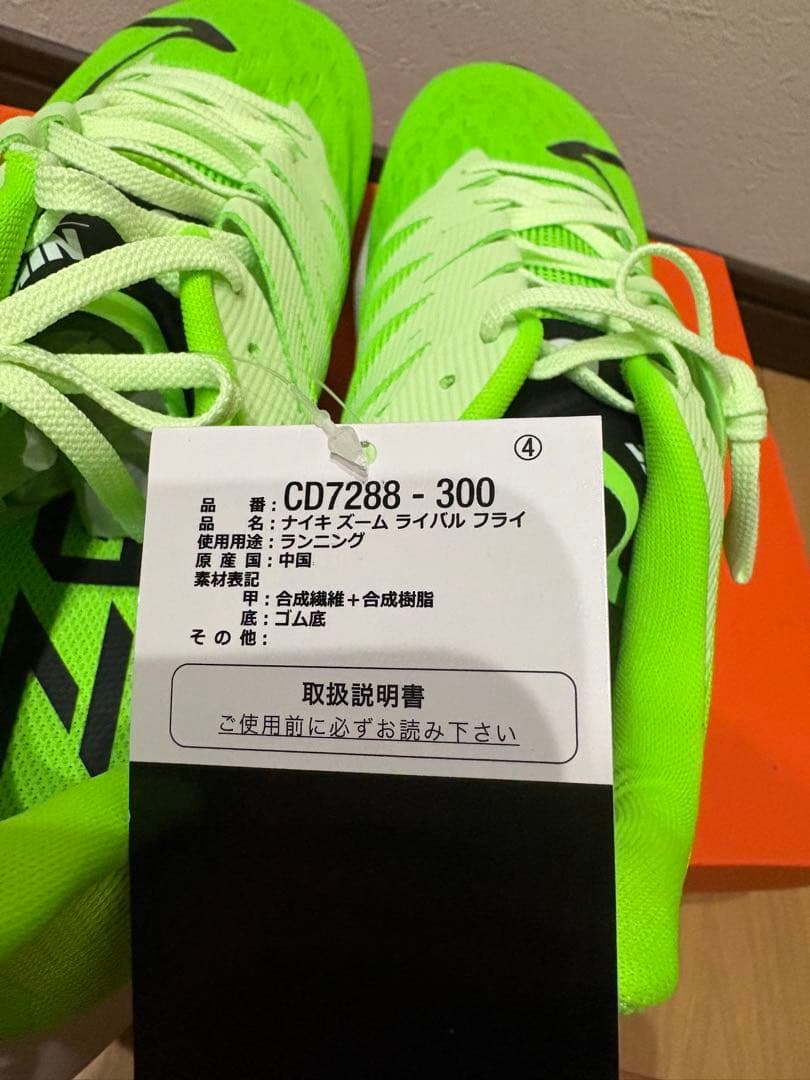 ④
品 番：CD7288 - 300
品 名：ナイキ ズーム ライバル フライ
使用用途：ランニング
原 産 国：中国
素材表記
甲：合成繊維＋合成樹脂
底：ゴム底
そ の 他：
取扱説明書
ご使用前に必ずお読み下さい